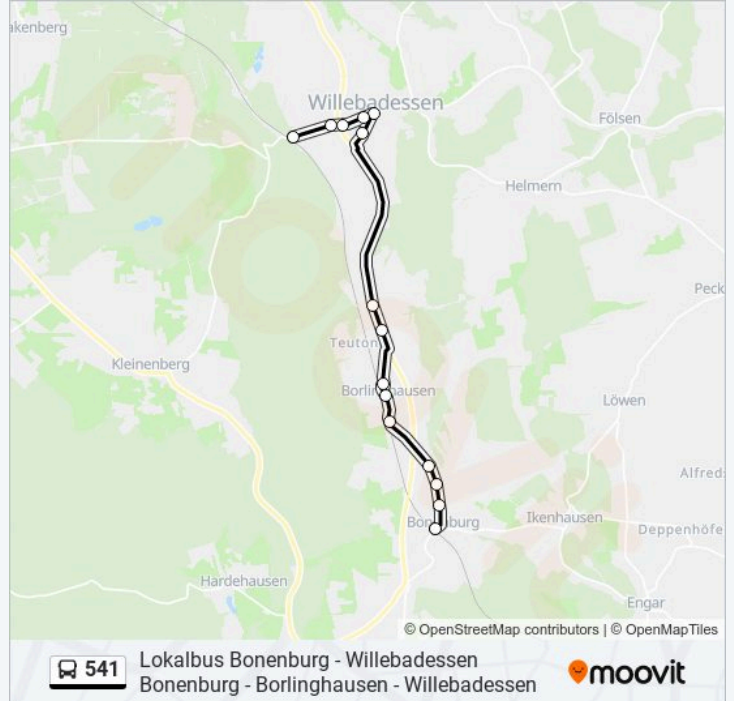 akenberg
Willebadessen
Fölsen
Helmern
Peck
Teuton
Kleinenberg
Borlinghausen
Löwen
Alfred
Bonenburg
Ikenhausen
Deppenhöfe
Hardehausen
Engar
© OpenStreetMap contributors | © OpenMapTiles
541
Lokalbus Bonenburg - Willebadessen
Bonenburg - Borlinghausen - Willebadessen
moovit